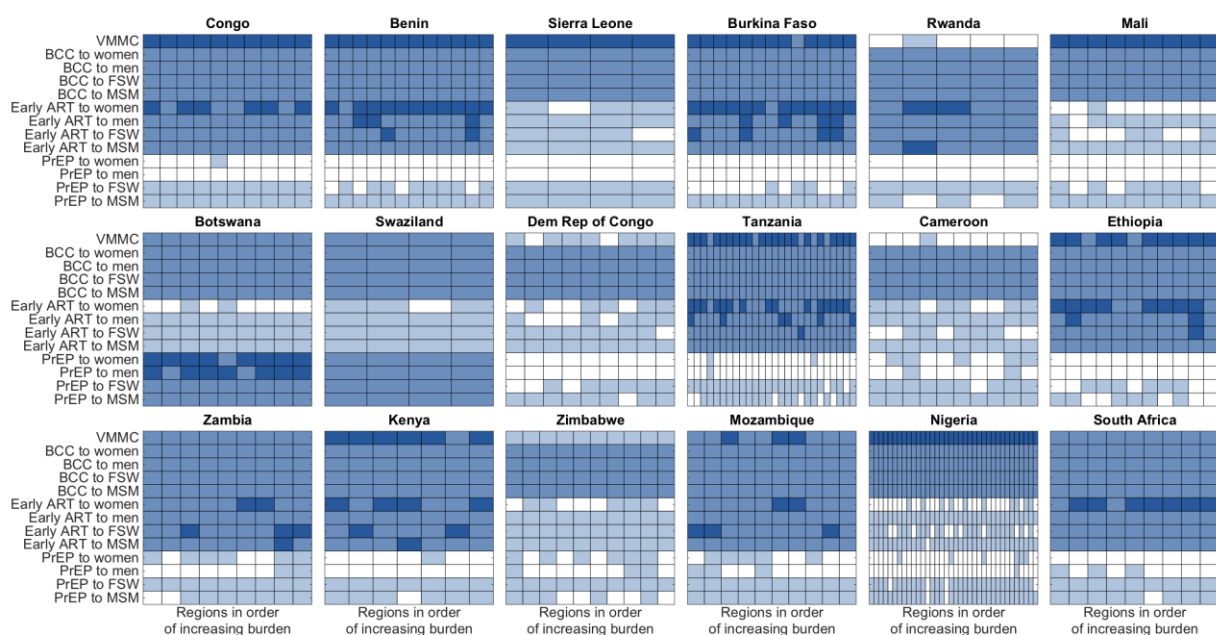 Congo Benin Sierra Leone Burkina Faso Rwanda Mali
VMMC
BCC to women
BCC to men
BCC to FSW
BCC to MSM
Early ART to women
Early ART to men
Early ART to FSW
Early ART to MSM
PrEP to women
PrEP to men
PrEP to FSW
PrEP to MSM
Botswana Swaziland Dem Rep of Congo Tanzania Cameroon Ethiopia
VMMC
BCC to women
BCC to men
BCC to FSW
BCC to MSM
Early ART to women
Early ART to men
Early ART to FSW
Early ART to MSM
PrEP to women
PrEP to men
PrEP to FSW
PrEP to MSM
Zambia Kenya Zimbabwe Mozambique Nigeria South Africa
VMMC
BCC to women
BCC to men
BCC to FSW
BCC to MSM
Early ART to women
Early ART to men
Early ART to FSW
Early ART to MSM
PrEP to women
PrEP to men
PrEP to FSW
PrEP to MSM
Regions in order Regions in order Regions in order Regions in order Regions in order Regions in order
of increasing burden of increasing burden of increasing burden of increasing burden of increasing burden of increasing burden